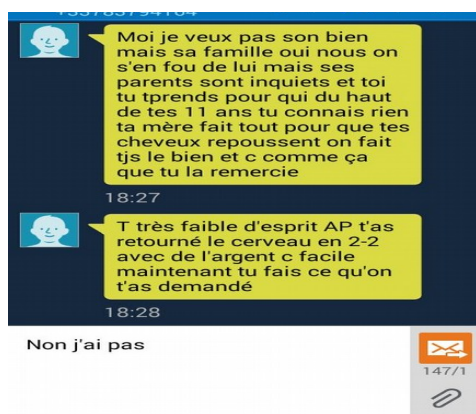 Moi je veux pas son bien
mais sa famille oui nous on
s'en fou de lui mais ses
parents sont inquiets et toi
tu tprends pour qui du haut
de tes 11 ans tu connais rien
ta mère fait tout pour que tes
cheveux repoussent on fait
tjs le bien et c comme ça
que tu la remercie
18:27
T très faible d'esprit AP t'as
retourné le cerveau en 2-2
avec de l'argent c facile
maintenant tu fais ce qu'on
t'as demandé
18:28
Non j'ai pas
147/1